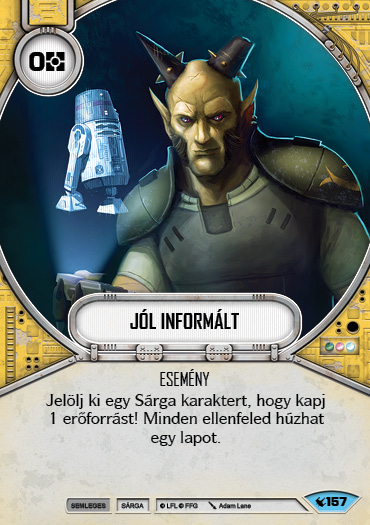 0
JÓL INFORMÁLT
ESEMÉNY
Jelölj ki egy Sárga karaktert, hogy kapj
1 erőforrást! Minden ellenfeled húzhat
egy lapot.
SEMLEGES SÁRGA © LFL © FFG Adam Lane 157